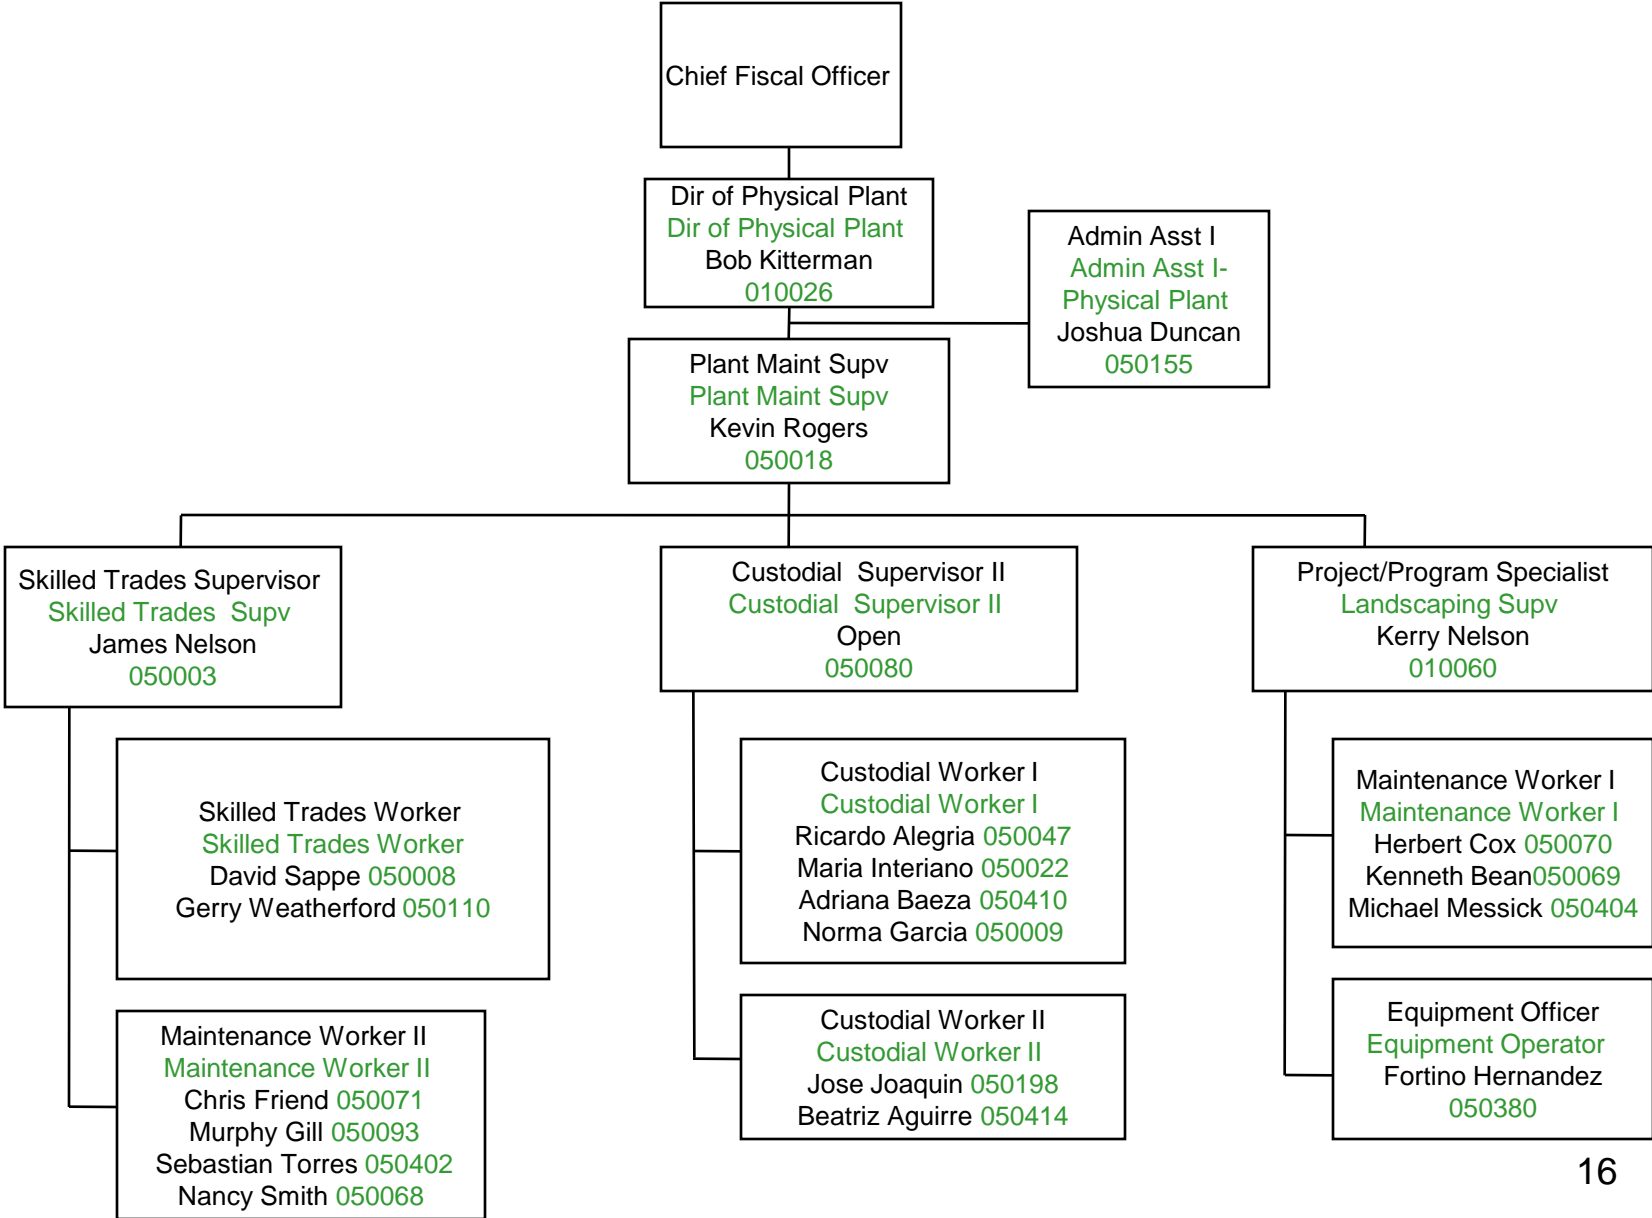 Chief Fiscal Officer
Dir of Physical Plant
Dir of Physical Plant
Bob Kitterman
010026
Admin Asst I
Admin Asst I-
Physical Plant
Joshua Duncan
050155
Plant Maint Supv
Plant Maint Supv
Kevin Rogers
050018
Skilled Trades Supervisor
Skilled Trades Supv
James Nelson
050003
Custodial Supervisor II
Custodial Supervisor II
Open
050080
Project/Program Specialist
Landscaping Supv
Kerry Nelson
010060
Skilled Trades Worker
Skilled Trades Worker
David Sappe 050008
Gerry Weatherford 050110
Custodial Worker I
Custodial Worker I
Ricardo Alegria 050047
Maria Interiano 050022
Adriana Baeza 050410
Norma Garcia 050009
Maintenance Worker I
Maintenance Worker I
Herbert Cox 050070
Kenneth Bean050069
Michael Messick 050404
Maintenance Worker II
Maintenance Worker II
Chris Friend 050071
Murphy Gill 050093
Sebastian Torres 050402
Nancy Smith 050068
Custodial Worker II
Custodial Worker II
Jose Joaquin 050198
Beatriz Aguirre 050414
Equipment Officer
Equipment Operator
Fortino Hernandez
050380
16